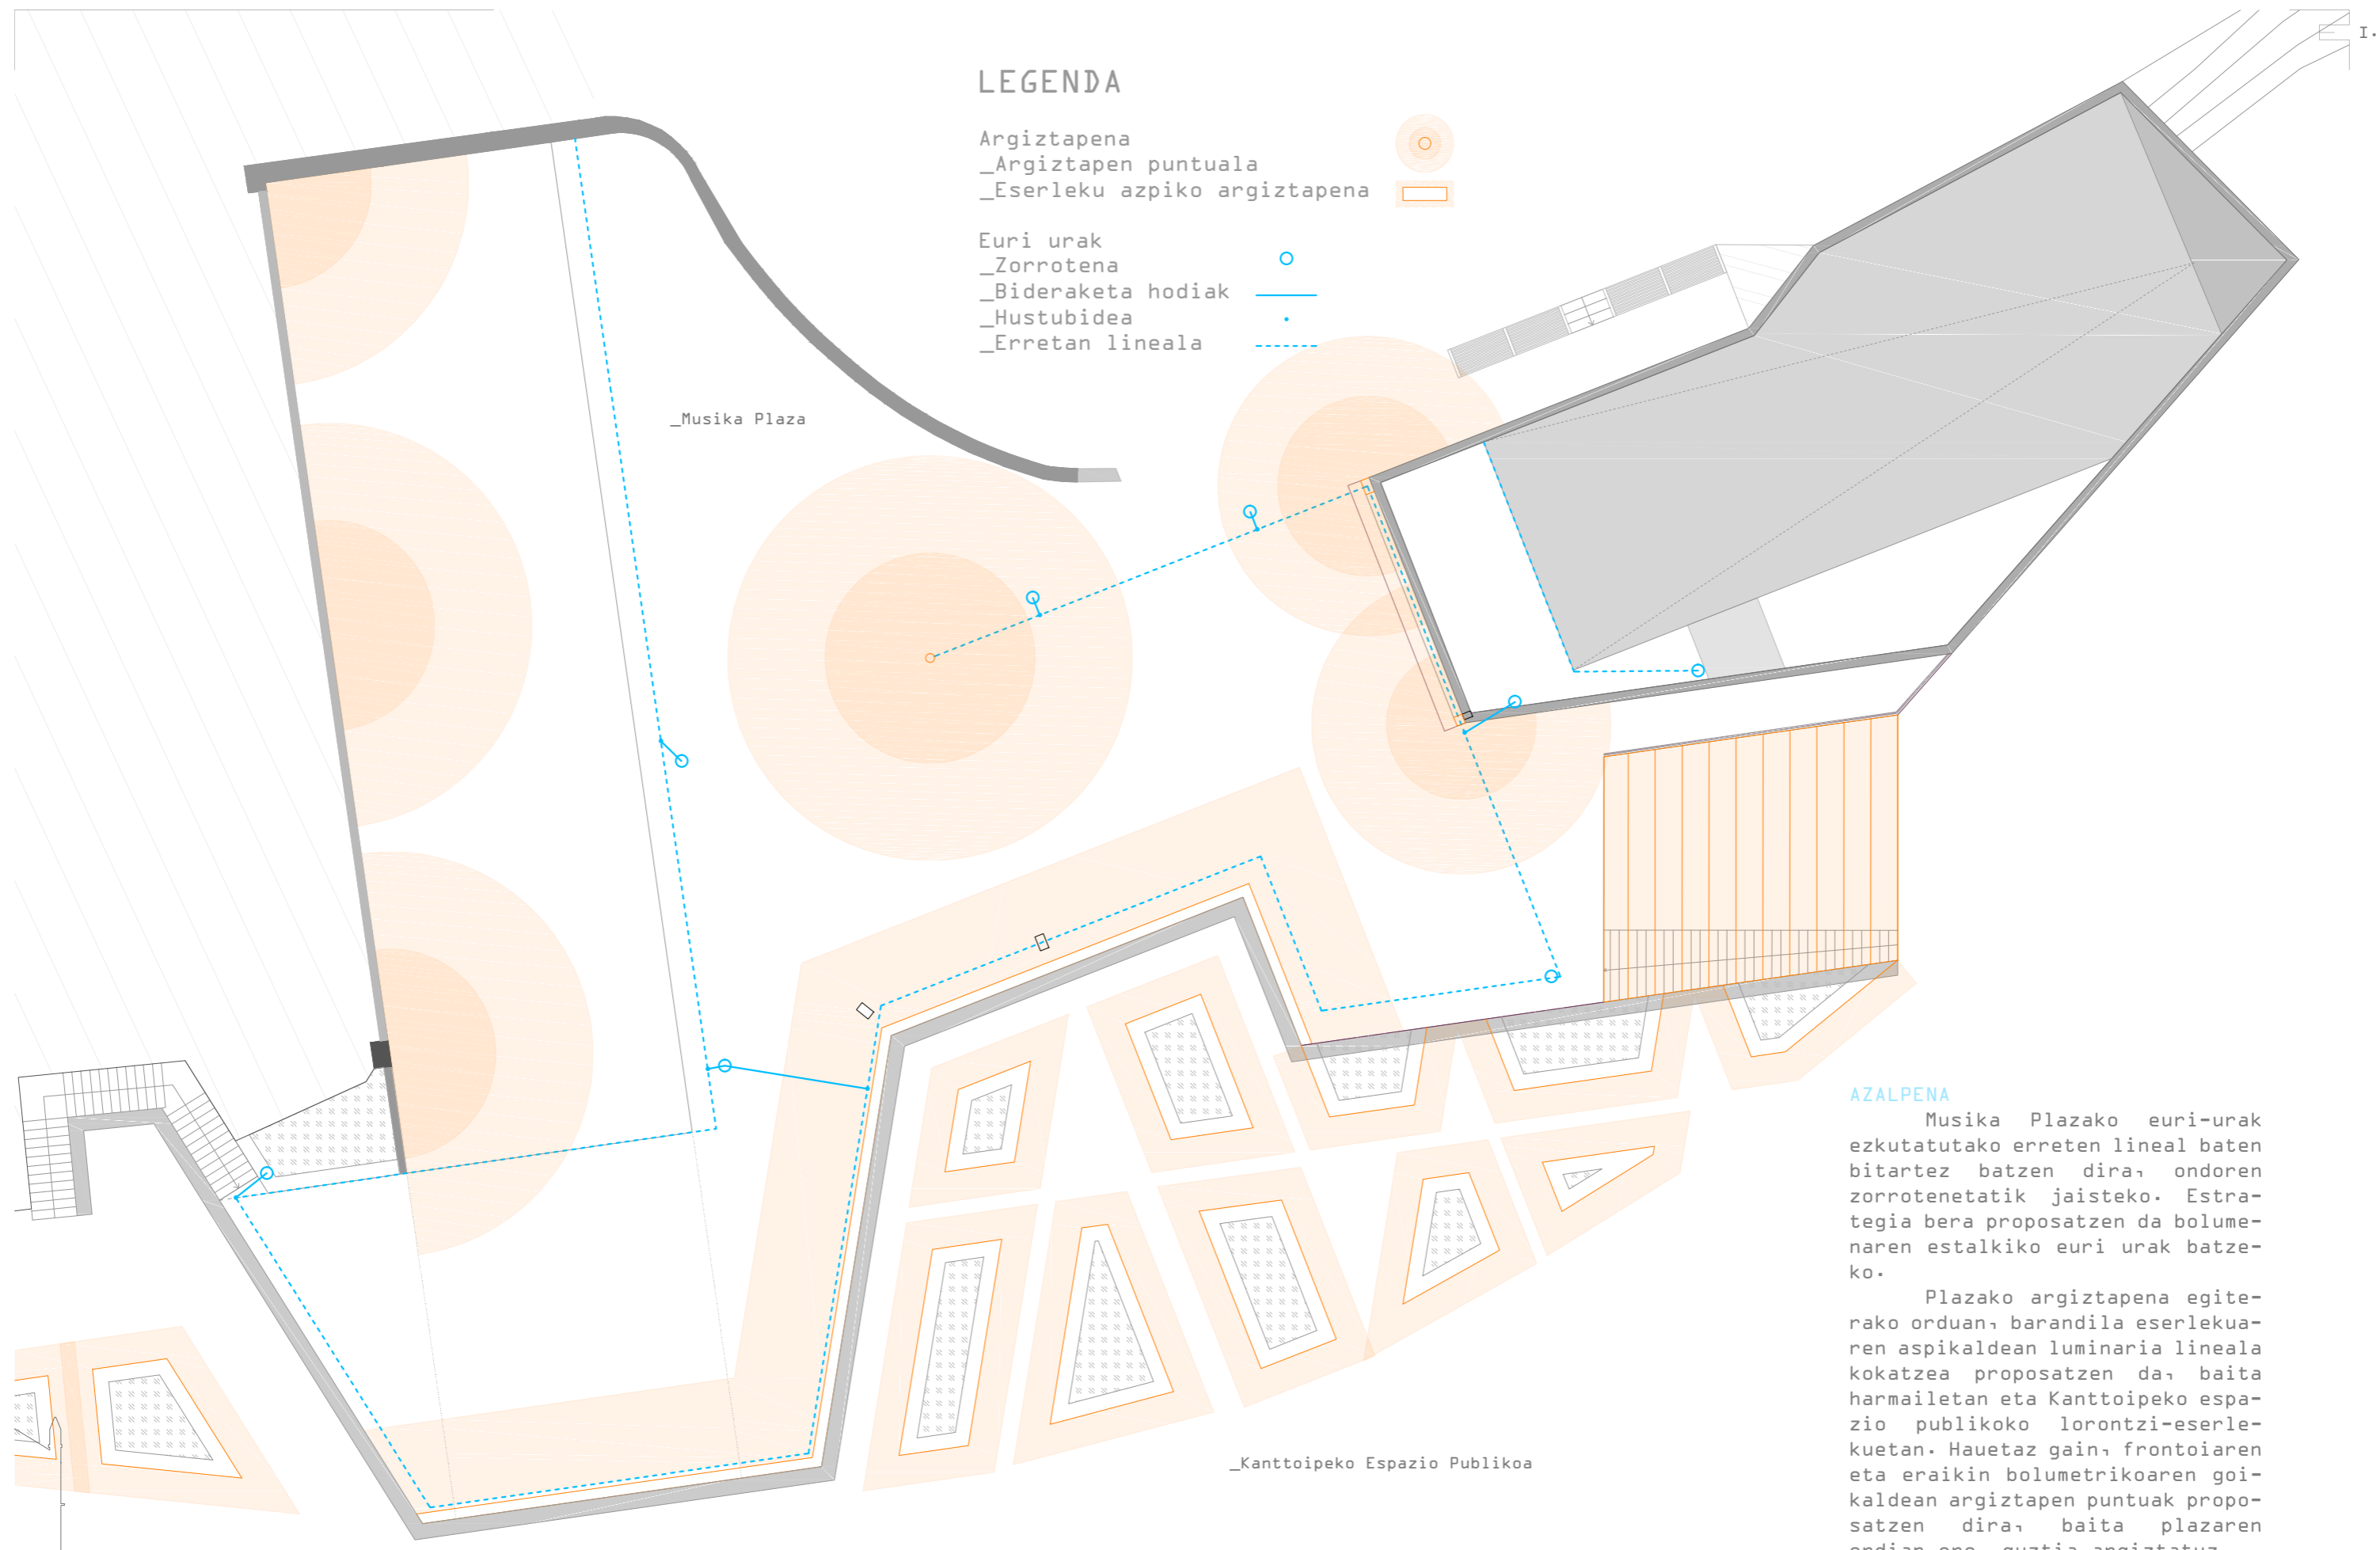 I.
LEGENDA
Argiztapena
_Argiztapen puntuala
_Eserleku azpiko argiztapena
Euri urak
_Zorrotena
_Bideraketa hodiak
_Hustubidea
_Erretan lineala
_Musika Plaza
_Kanttoipeko Espazio Publikoa
AZALPENA
Musika Plazako euri-urak
ezkutatutako erreten lineal baten
bitartez batzen dira, ondoren
zorrotenetatik jaisteko. Estra-
tegia bera proposatzen da bolume-
naren estalkiko euri urak batze-
ko.
Plazako argiztapena egite-
rako orduan, barandila eserlekua-
ren aspikaldean luminaria lineala
kokatzea proposatzen da, baita
harmailetan eta Kanttoipeko espa-
zio publikoko lorontzi-eserle-
kuetan. Hauetaz gain, frontoiaren
eta eraikin bolumetrikoaren goi-
kaldean argiztapen puntuak propo-
satzen dira, baita plazaren
erdian ere, guztia argiztatuz.